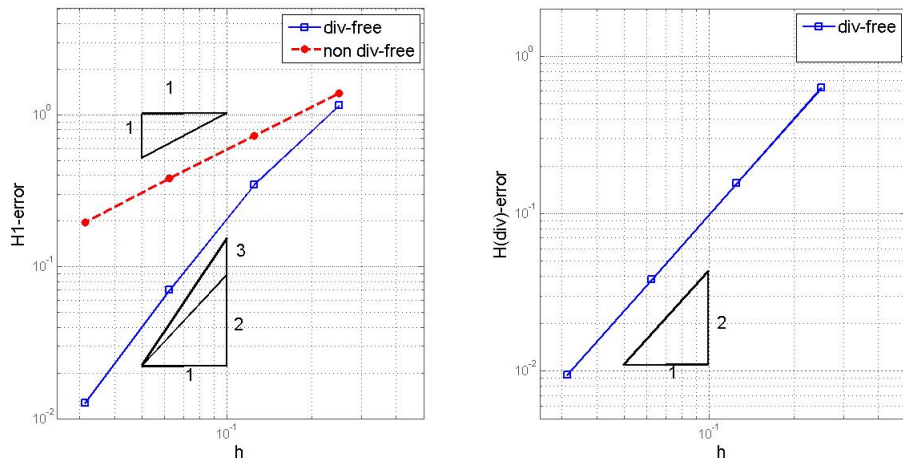 div-free
non div-free
10^0
10^-1
10^-2
10^-1
H1-error
h
1
1
3
2
1
div-free
10^0
10^-1
10^-2
10^-1
H(div)-error
h
2
1